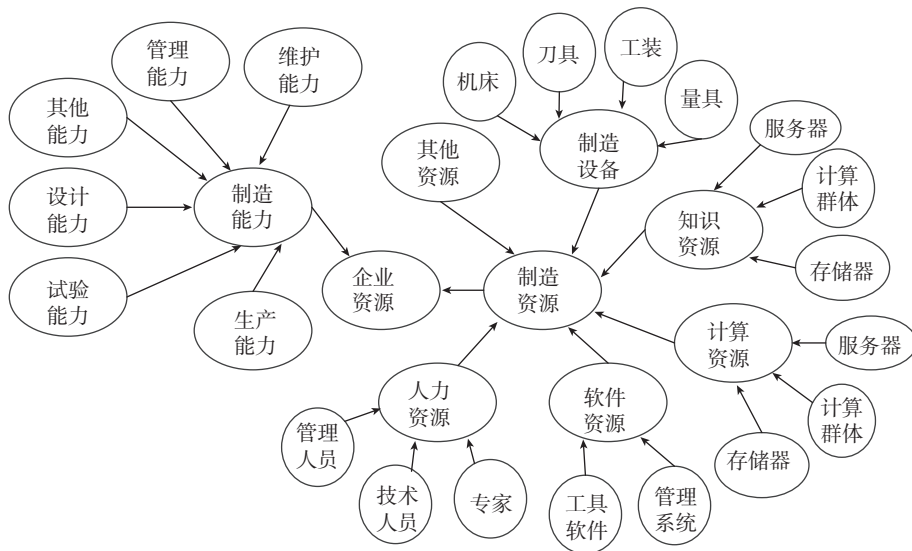 管理
能力
维护
能力
其他
能力
设计
能力
试验
能力
生产
能力
制造
能力
企业
资源
机床
刀具
工装
量具
制造
设备
其他
资源
服务器
计算
群体
存储器
知识
资源
制造
资源
计算
资源
服务器
计算
群体
存储器
人力
资源
管理
人员
技术
人员
专家
软件
资源
工具
软件
管理
系统